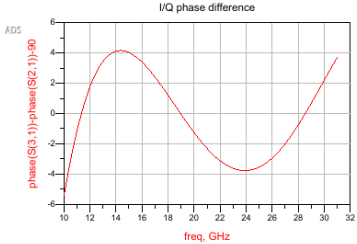 I/Q phase difference
ADS
phase(S(3,1))-phase(S(2,1))-90
6
4
2
0
-2
-4
-6
10 12 14 16 18 20 22 24 26 28 30 32
freq, GHz